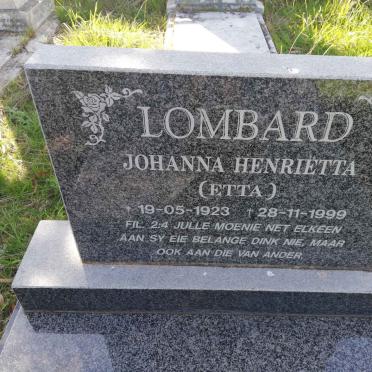 LOMBARD
JOHANNA HENRIETTA
(ETTA)
* 19-05-1923 † 28-11-1999
FIL. 2:4 JULLE MOENIE NET ELKEEN
AAN SY EIE BELANGE DINK NIE, MAAR
OOK AAN DIE VAN ANDER.